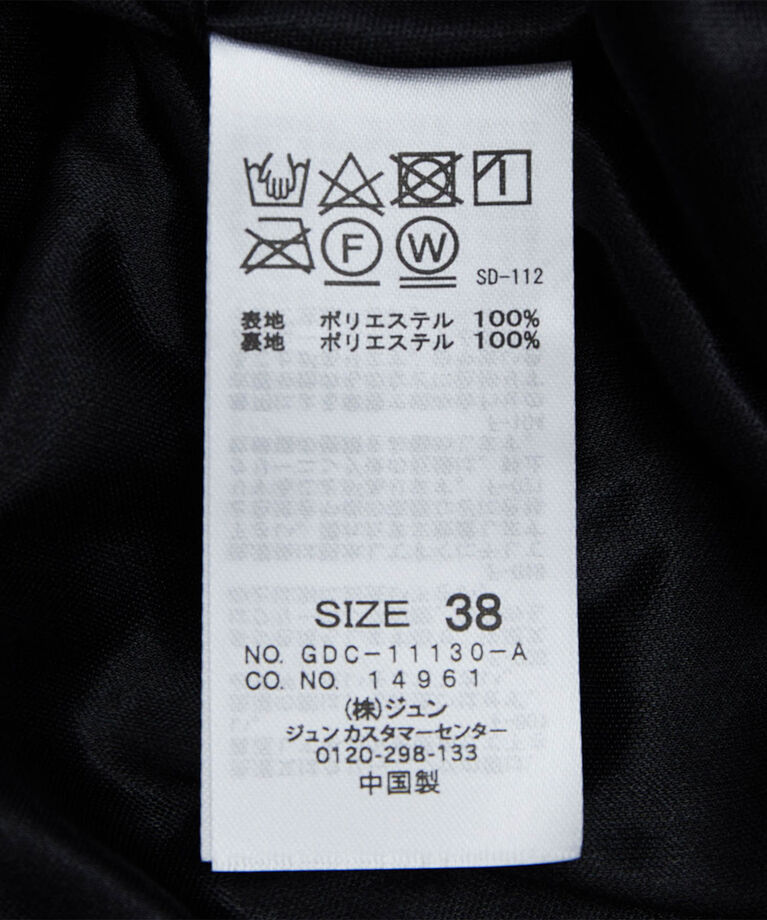 F W SD-112
表地 ポリエステル 100%
裏地 ポリエステル 100%
SIZE 38
NO. GDC-11130-A
CO.NO. 14961
(株)ジュン
ジュン カスタマーセンター
0120-298-133
中国製